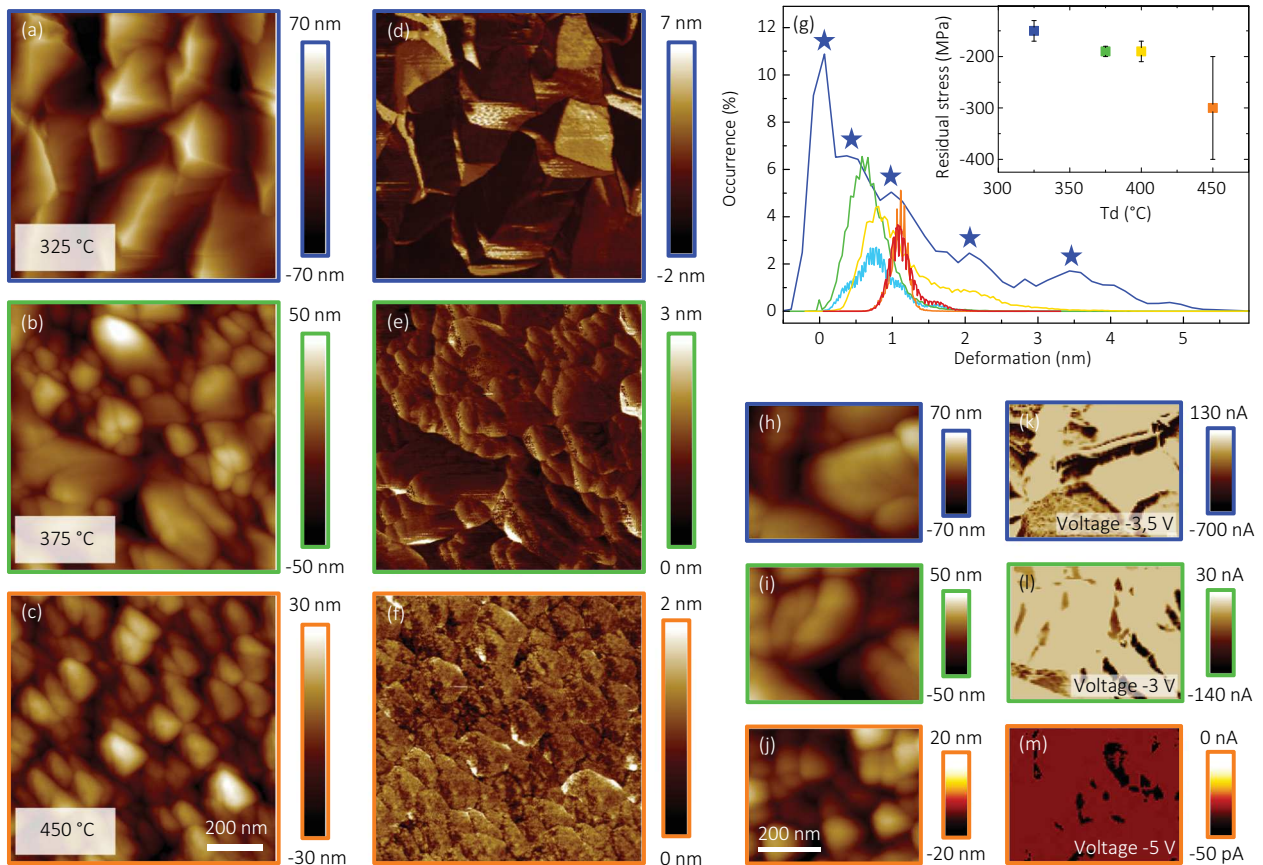 (a)
325 °C
70 nm
-70 nm
(d)
7 nm
-2 nm
(b)
375 °C
50 nm
-50 nm
(e)
3 nm
0 nm
(c)
450 °C
200 nm
30 nm
-30 nm
(f)
2 nm
0 nm
(g)
Occurrence (%)
12
10
8
6
4
2
0
0 1 2 3 4 5
Deformation (nm)
Residual stress (MPa)
-200
-300
-400
300 350 400 450
Td (°C)
(h)
70 nm
-70 nm
(k)
Voltage -3,5 V
130 nA
-700 nA
(i)
50 nm
-50 nm
(l)
Voltage -3 V
30 nA
-140 nA
(j)
200 nm
20 nm
-20 nm
(m)
Voltage -5 V
0 nA
-50 pA